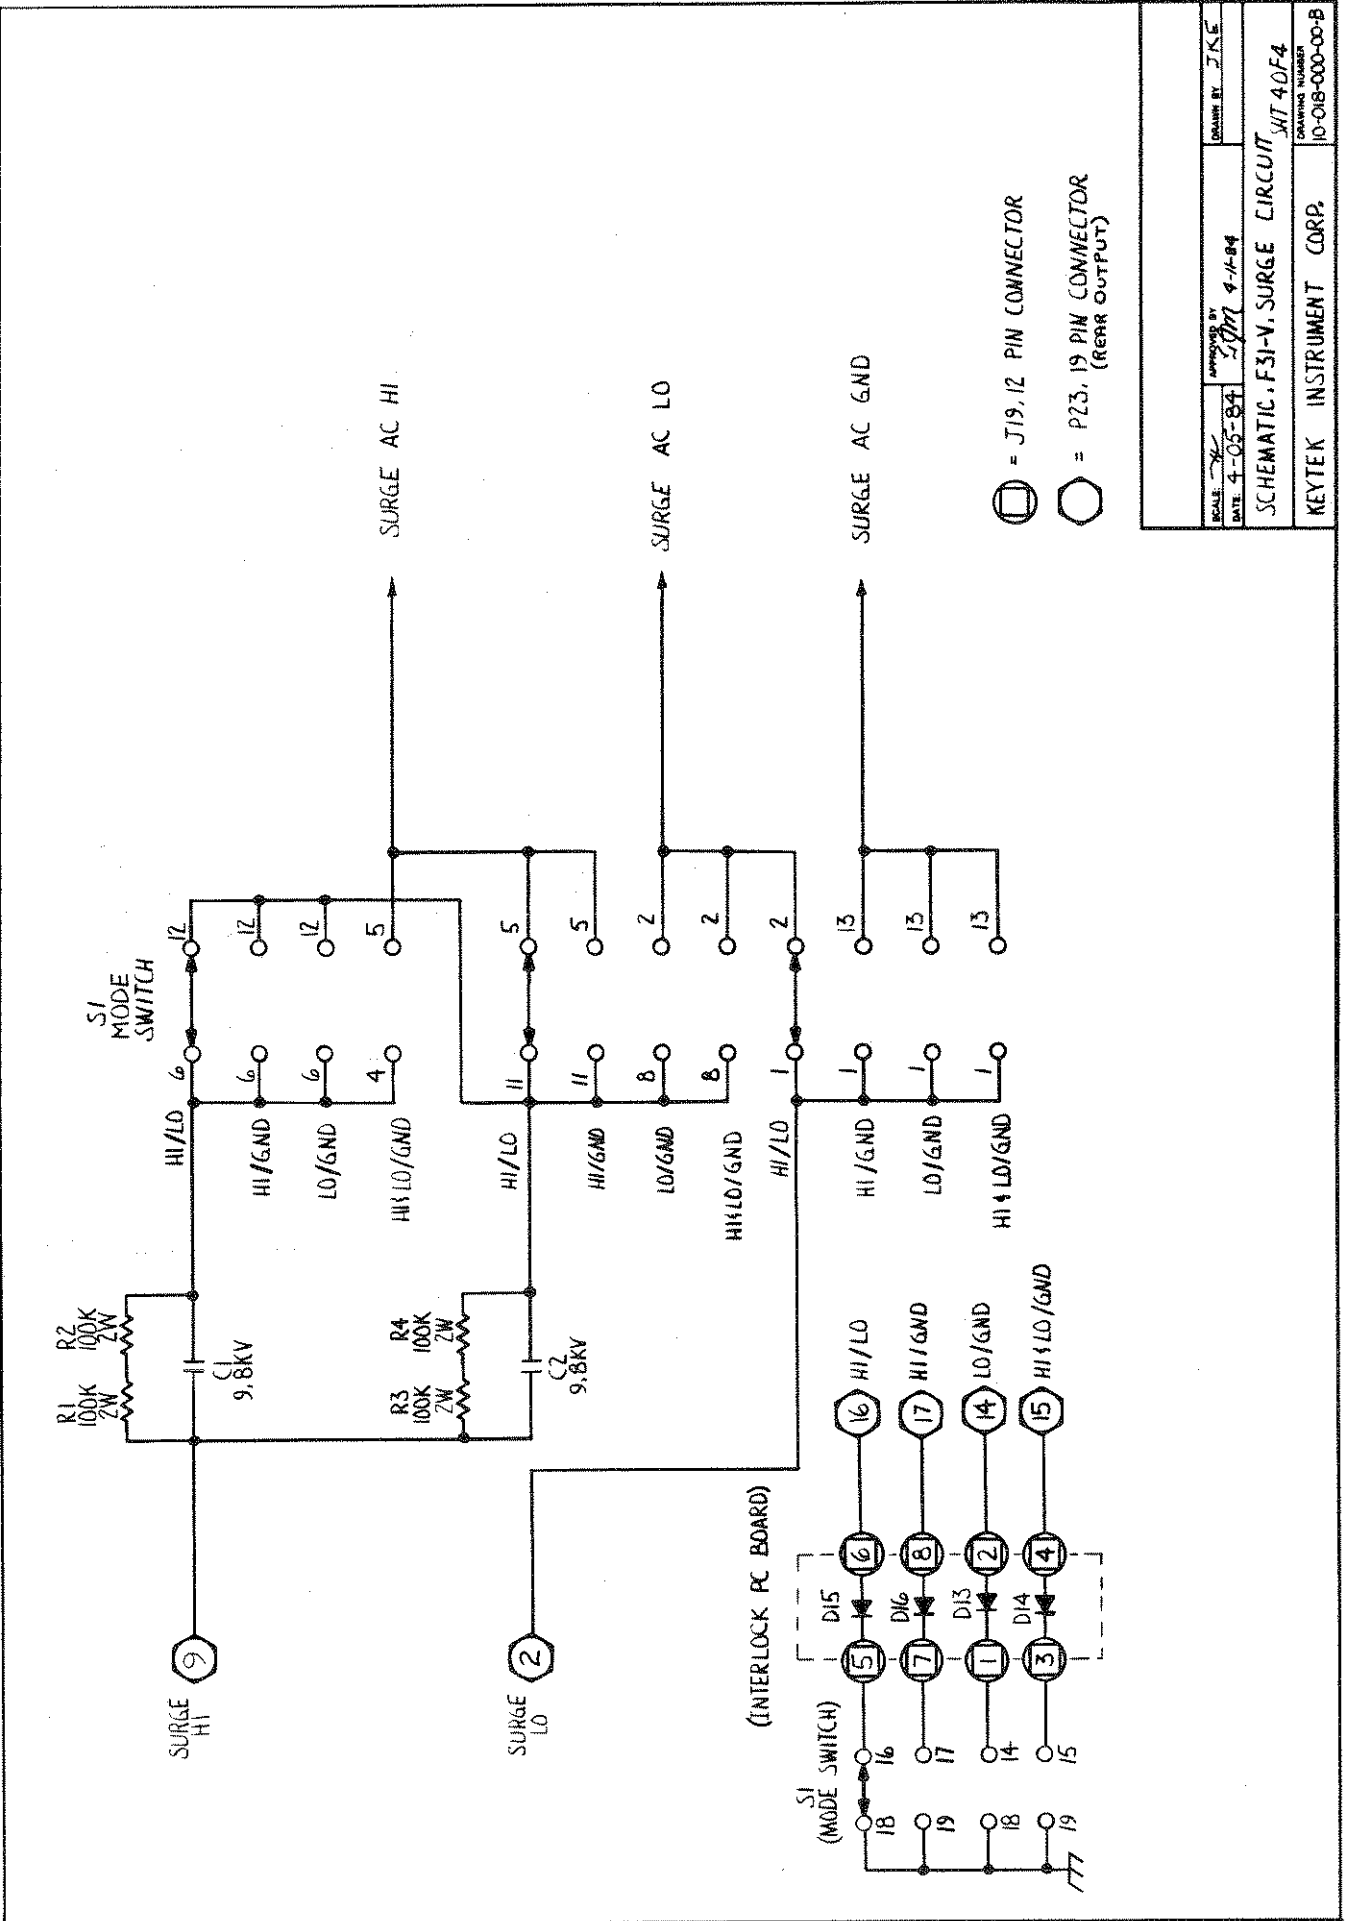 S1
MODE
SWITCH
R1
100K
2W
R2
100K
2W
C1
9.8KV
SURGE
HI
9
HI/LO
6
12
HI/GND
6
12
LO/GND
6
12
HI & LO/GND
4
5
SURGE AC HI
R3
100K
2W
R4
100K
2W
C2
9.8KV
SURGE
LO
2
HI/LO
11
5
HI/GND
11
5
LO/GND
8
2
SURGE AC LO
HI & LO/GND
8
2
HI/LO
1
2
HI/GND
1
13
SURGE AC GND
LO/GND
1
13
HI & LO/GND
1
13
(INTERLOCK PC BOARD)
S1
(MODE SWITCH)
18
16
5
D15
6
16
HI/LO
19
17
7
D16
8
17
HI/GND
18
14
1
D13
2
14
LO/GND
19
15
3
D14
4
15
HI & LO/GND
= J19, 12 PIN CONNECTOR
= P23, 19 PIN CONNECTOR
(REAR OUTPUT)
SCALE:
APPROVED BY
DRAWN BY JKE
DATE: 4-05-84
4-11-84
SCHEMATIC, F31-V, SURGE CIRCUIT
SHT 4 OF 4
KEYTEK INSTRUMENT CORP.
DRAWING NUMBER
10-018-000-00-B